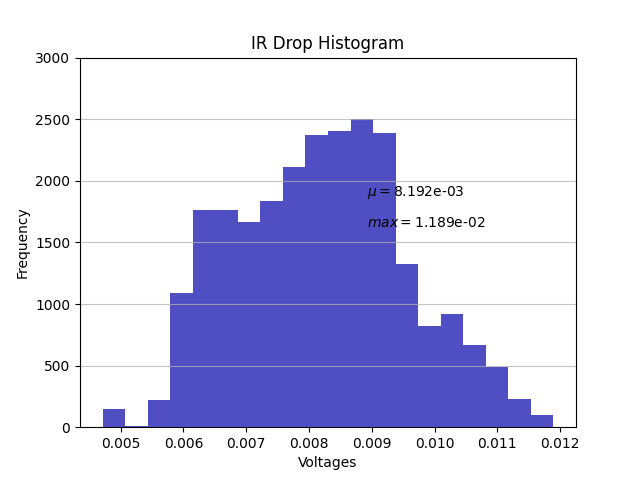 IR Drop Histogram
3000
2500
2000
1500
1000
500
0
Frequency
μ = 8.192e-03
max = 1.189e-02
0.005 0.006 0.007 0.008 0.009 0.010 0.011 0.012
Voltages